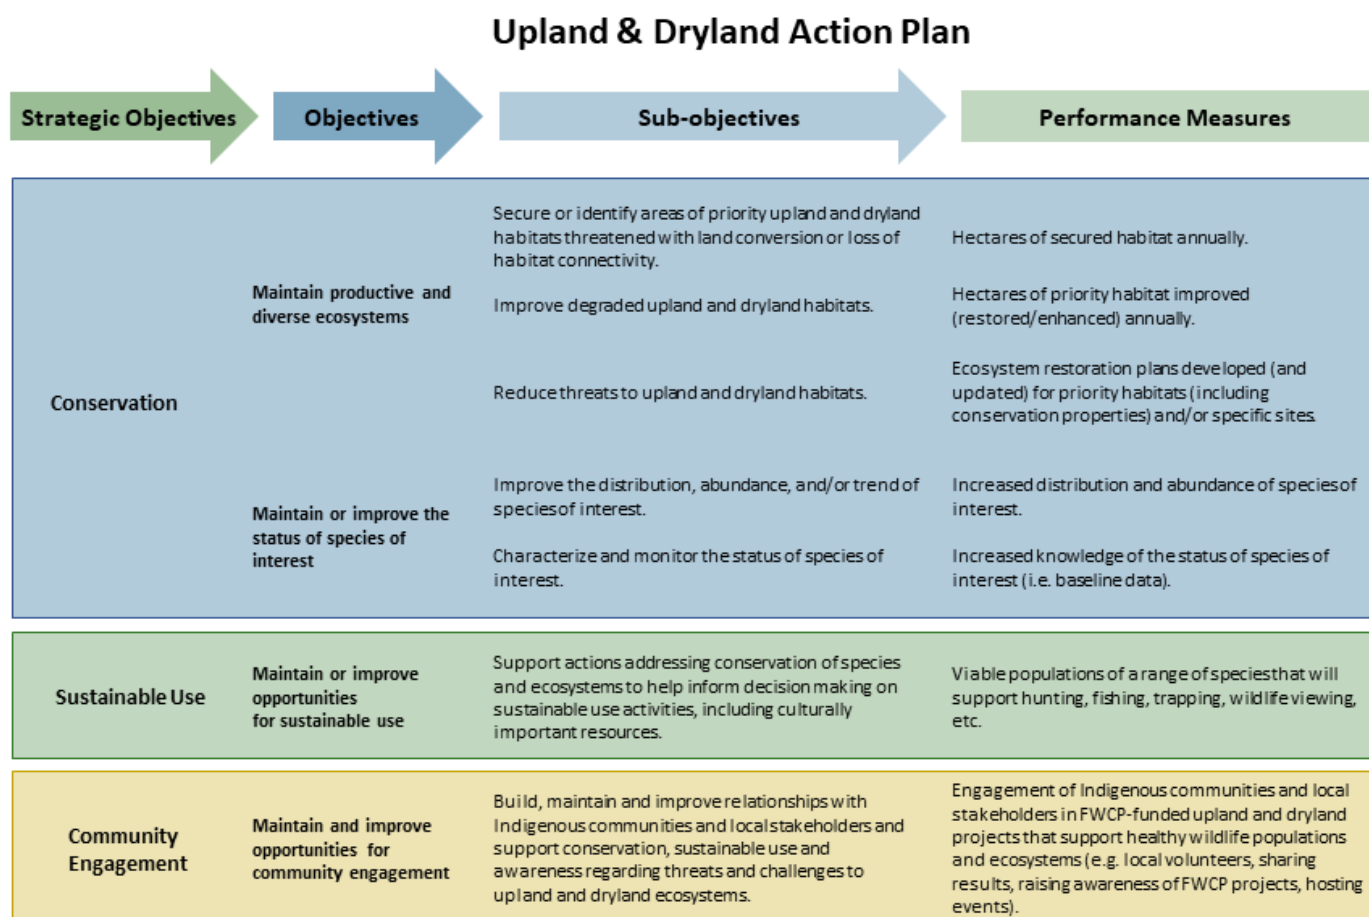 Upland & Dryland Action Plan
Strategic Objectives
Objectives
Sub-objectives
Performance Measures
Conservation
Maintain productive and
diverse ecosystems
Secure or identify areas of priority upland and dryland
habitats threatened with land conversion or loss of
habitat connectivity.
Hectares of secured habitat annually.
Improve degraded upland and dryland habitats.
Hectares of priority habitat improved
(restored/enhanced) annually.
Reduce threats to upland and dryland habitats.
Ecosystem restoration plans developed (and
updated) for priority habitats (including
conservation properties) and/or specific sites.
Maintain or improve the
status of species of
interest
Improve the distribution, abundance, and/or trend of
species of interest.
Increased distribution and abundance of species of
interest.
Characterize and monitor the status of species of
interest.
Increased knowledge of the status of species of
interest (i.e. baseline data).
Sustainable Use
Maintain or improve
opportunities
for sustainable use
Support actions addressing conservation of species
and ecosystems to help inform decision making on
sustainable use activities, including culturally
important resources.
Viable populations of a range of species that will
support hunting, fishing, trapping, wildlife viewing,
etc.
Community
Engagement
Maintain and improve
opportunities for
community engagement
Build, maintain and improve relationships with
Indigenous communities and local stakeholders and
support conservation, sustainable use and
awareness regarding threats and challenges to
upland and dryland ecosystems.
Engagement of Indigenous communities and local
stakeholders in FWCP-funded upland and dryland
projects that support healthy wildlife populations
and ecosystems (e.g. local volunteers, sharing
results, raising awareness of FWCP projects, hosting
events).